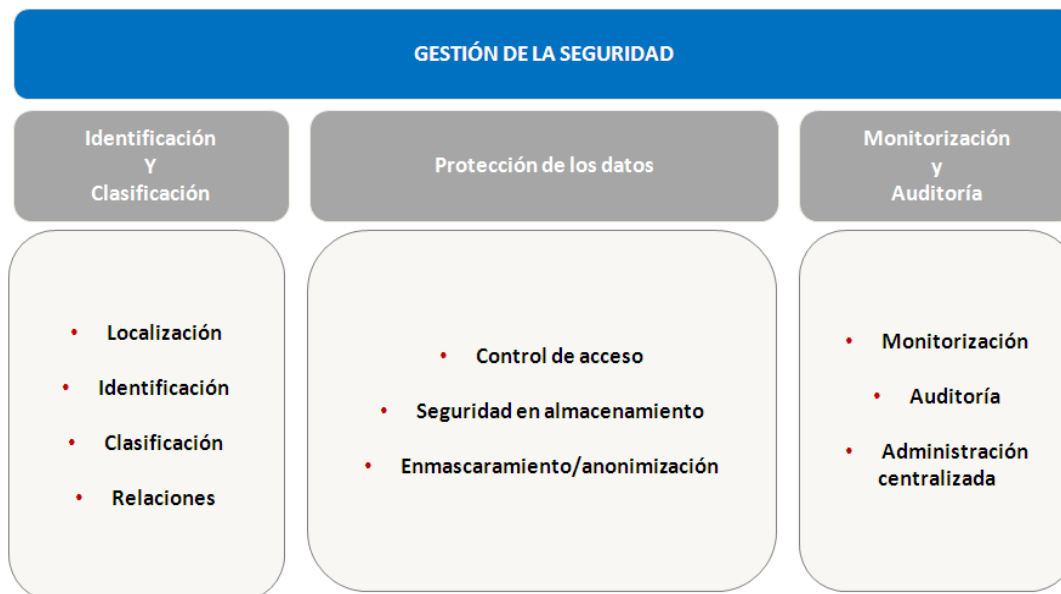 GESTIÓN DE LA SEGURIDAD
Identificación
Y
Clasificación
Protección de los datos
Monitorización
y
Auditoría
• Localización
• Identificación
• Clasificación
• Relaciones
• Control de acceso
• Seguridad en almacenamiento
• Enmascaramiento/anonimización
• Monitorización
• Auditoría
• Administración
centralizada